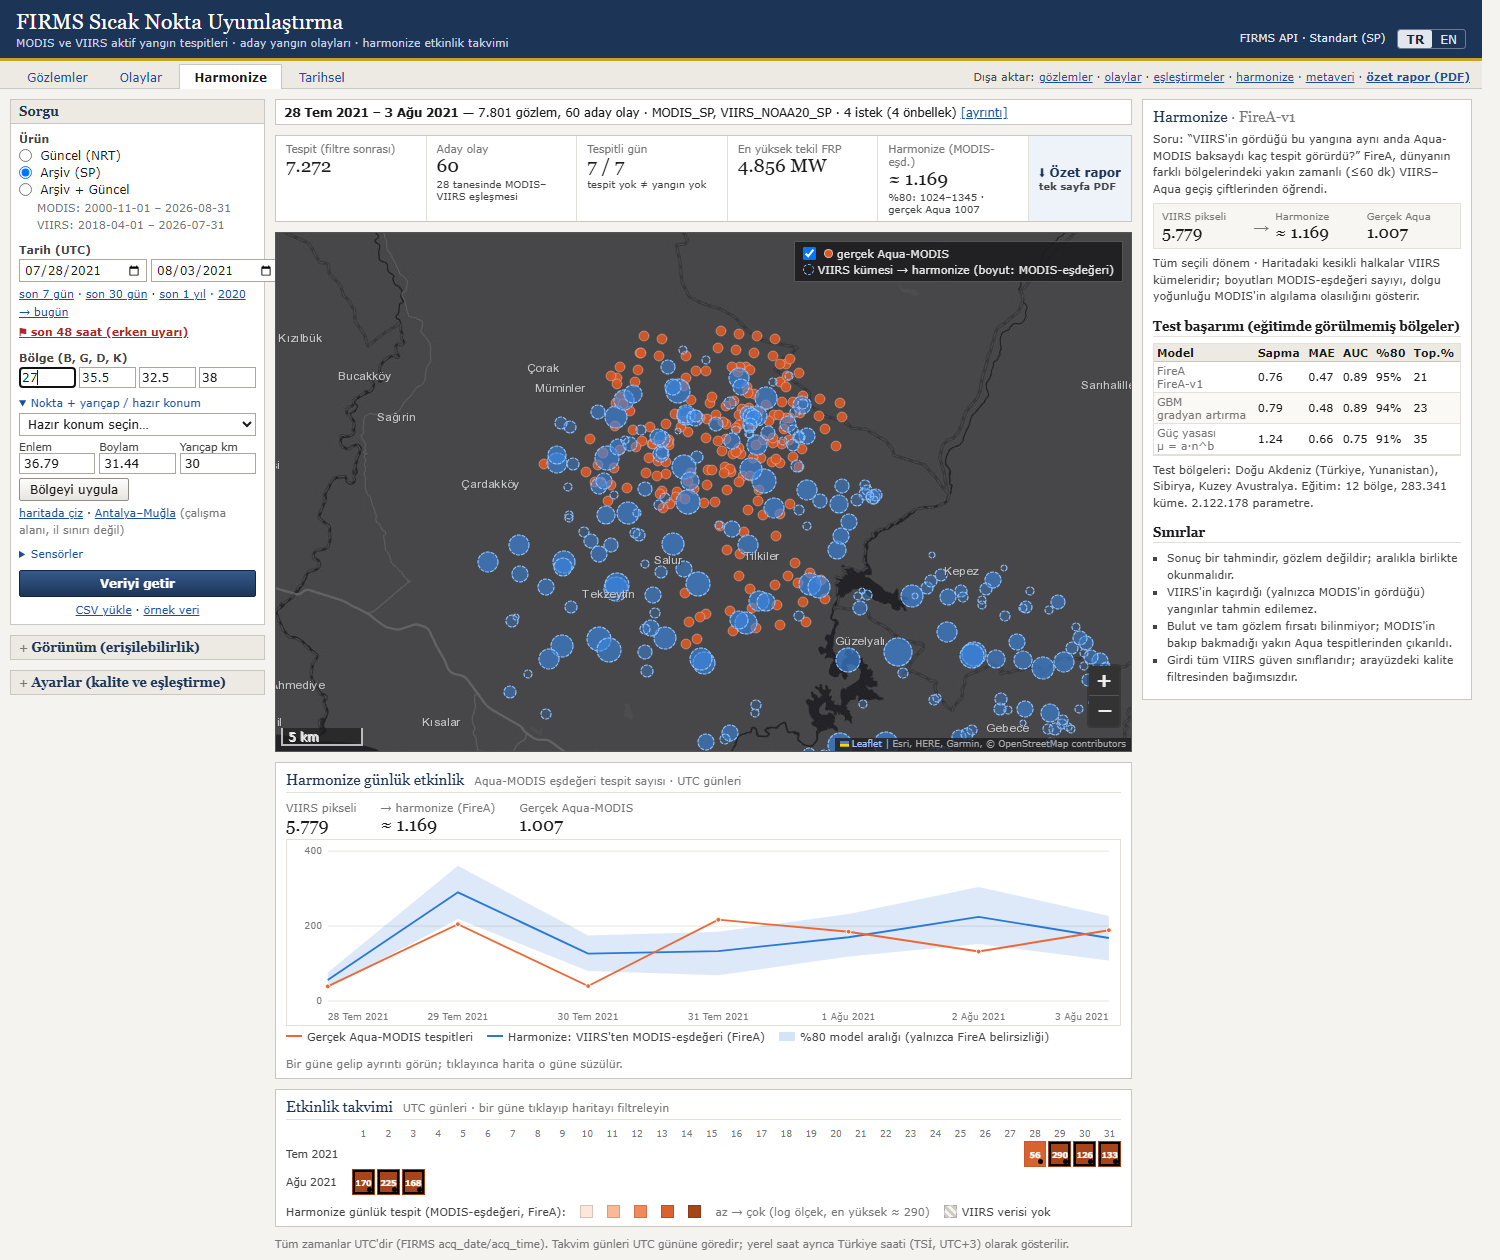 FIRMS Sıcak Nokta Uyumlaştırma
MODIS ve VIIRS aktif yangın tespitleri · aday yangın olayları · harmonize etkinlik takvimi
FIRMS API · Standart (SP)
TR EN
Gözlemler Olaylar Harmonize Tarihsel
Dışa aktar: gözlemler · olaylar · eşleştirmeler · harmonize · metaveri · özet rapor (PDF)
Sorgu
Ürün
Güncel (NRT)
Arşiv (SP)
Arşiv + Güncel
MODIS: 2000-11-01 – 2026-08-31
VIIRS: 2018-04-01 – 2026-07-31
Tarih (UTC)
07/28/2021 08/03/2021
son 7 gün · son 30 gün · son 1 yıl · 2020
→ bugün
son 48 saat (erken uyarı)
Bölge (B, G, D, K)
27 35.5 32.5 38
▾ Nokta + yarıçap / hazır konum
Hazır konum seçin...
Enlem Boylam Yarıçap km
36.79 31.44 30
Bölgeyi uygula
haritada çiz · Antalya–Muğla (çalışma
alanı, il sınırı değil)
▸ Sensörler
Veriyi getir
CSV yükle · örnek veri
+ Görünüm (erişilebilirlik)
+ Ayarlar (kalite ve eşleştirme)
28 Tem 2021 – 3 Ağu 2021 — 7.801 gözlem, 60 aday olay · MODIS_SP, VIIRS_NOAA20_SP · 4 istek (4 önbellek) [ayrıntı]
Tespit (filtre sonrası)
7.272
Aday olay
60
28 tanesinde MODIS–
VIIRS eşleşmesi
Tespitli gün
7 / 7
tespit yok ≠ yangın yok
En yüksek tekil FRP
4.856 MW
Harmonize (MODIS-
eşd.)
≈ 1.169
%80: 1024–1345 ·
gerçek Aqua 1007
⬇ Özet rapor
tek sayfa PDF
gerçek Aqua-MODIS
VIIRS kümesi → harmonize (boyut: MODIS-eşdeğeri)
Kızılbük
Bucakköy
Çorak
Müminler
Sarıhalille
Sağırin
Çardakköy
Salur
Tilkiler
Kepez
Tekzeytin
Güzelyalı
Ahmediye
Kısalar
Gebece
5 km
+
−
Leaflet | Esri, HERE, Garmin, © OpenStreetMap contributors
Harmonize günlük etkinlik Aqua-MODIS eşdeğeri tespit sayısı · UTC günleri
VIIRS pikseli → harmonize (FireA) Gerçek Aqua-MODIS
5.779 ≈ 1.169 1.007
400
200
0
28 Tem 2021 29 Tem 2021 30 Tem 2021 31 Tem 2021 1 Ağu 2021 2 Ağu 2021 3 Ağu 2021
Gerçek Aqua-MODIS tespitleri Harmonize: VIIRS'ten MODIS-eşdeğeri (FireA) %80 model aralığı (yalnızca FireA belirsizliği)
Bir güne gelip ayrıntı görün; tıklayınca harita o güne süzülür.
Etkinlik takvimi UTC günleri · bir güne tıklayıp haritayı filtreleyin
1 2 3 4 5 6 7 8 9 10 11 12 13 14 15 16 17 18 19 20 21 22 23 24 25 26 27 28 29 30 31
Tem 2021 56 290 126 133
Ağu 2021 170 225 168
Harmonize günlük tespit (MODIS-eşdeğeri, FireA): az → çok (log ölçek, en yüksek ≈ 290) VIIRS verisi yok
Tüm zamanlar UTC'dir (FIRMS acq_date/acq_time). Takvim günleri UTC gününe göredir; yerel saat ayrıca Türkiye saati (TSİ, UTC+3) olarak gösterilir.
Harmonize · FireA-v1
Soru: "VIIRS'in gördüğü bu yangına aynı anda Aqua-
MODIS baksaydı kaç tespit görürdü?" FireA, dünyanın
farklı bölgelerindeki yakın zamanlı (≤60 dk) VIIRS–
Aqua geçiş çiftlerinden öğrendi.
VIIRS pikseli Harmonize Gerçek Aqua
5.779 → ≈ 1.169 1.007
Tüm seçili dönem · Haritadaki kesikli halkalar VIIRS
kümeleridir; boyutları MODIS-eşdeğeri sayıyı, dolgu
yoğunluğu MODIS'in algılama olasılığını gösterir.
Test başarımı (eğitimde görülmemiş bölgeler)
Model Sapma MAE AUC %80 Top.%
FireA
FireA-v1 0.76 0.47 0.89 95% 21
GBM
gradyan artırma 0.79 0.48 0.89 94% 23
Güç yasası
μ = a·n^b 1.24 0.66 0.75 91% 35
Test bölgeleri: Doğu Akdeniz (Türkiye, Yunanistan),
Sibirya, Kuzey Avustralya. Eğitim: 12 bölge, 283.341
küme. 2.122.178 parametre.
Sınırlar
▪ Sonuç bir tahmindir, gözlem değildir; aralıkla birlikte
okunmalıdır.
▪ VIIRS'in kaçırdığı (yalnızca MODIS'in gördüğü)
yangınlar tahmin edilemez.
▪ Bulut ve tam gözlem fırsatı bilinmiyor; MODIS'in
bakıp bakmadığı yakın Aqua tespitlerinden çıkarıldı.
▪ Girdi tüm VIIRS güven sınıflarıdır; arayüzdeki kalite
filtresinden bağımsızdır.